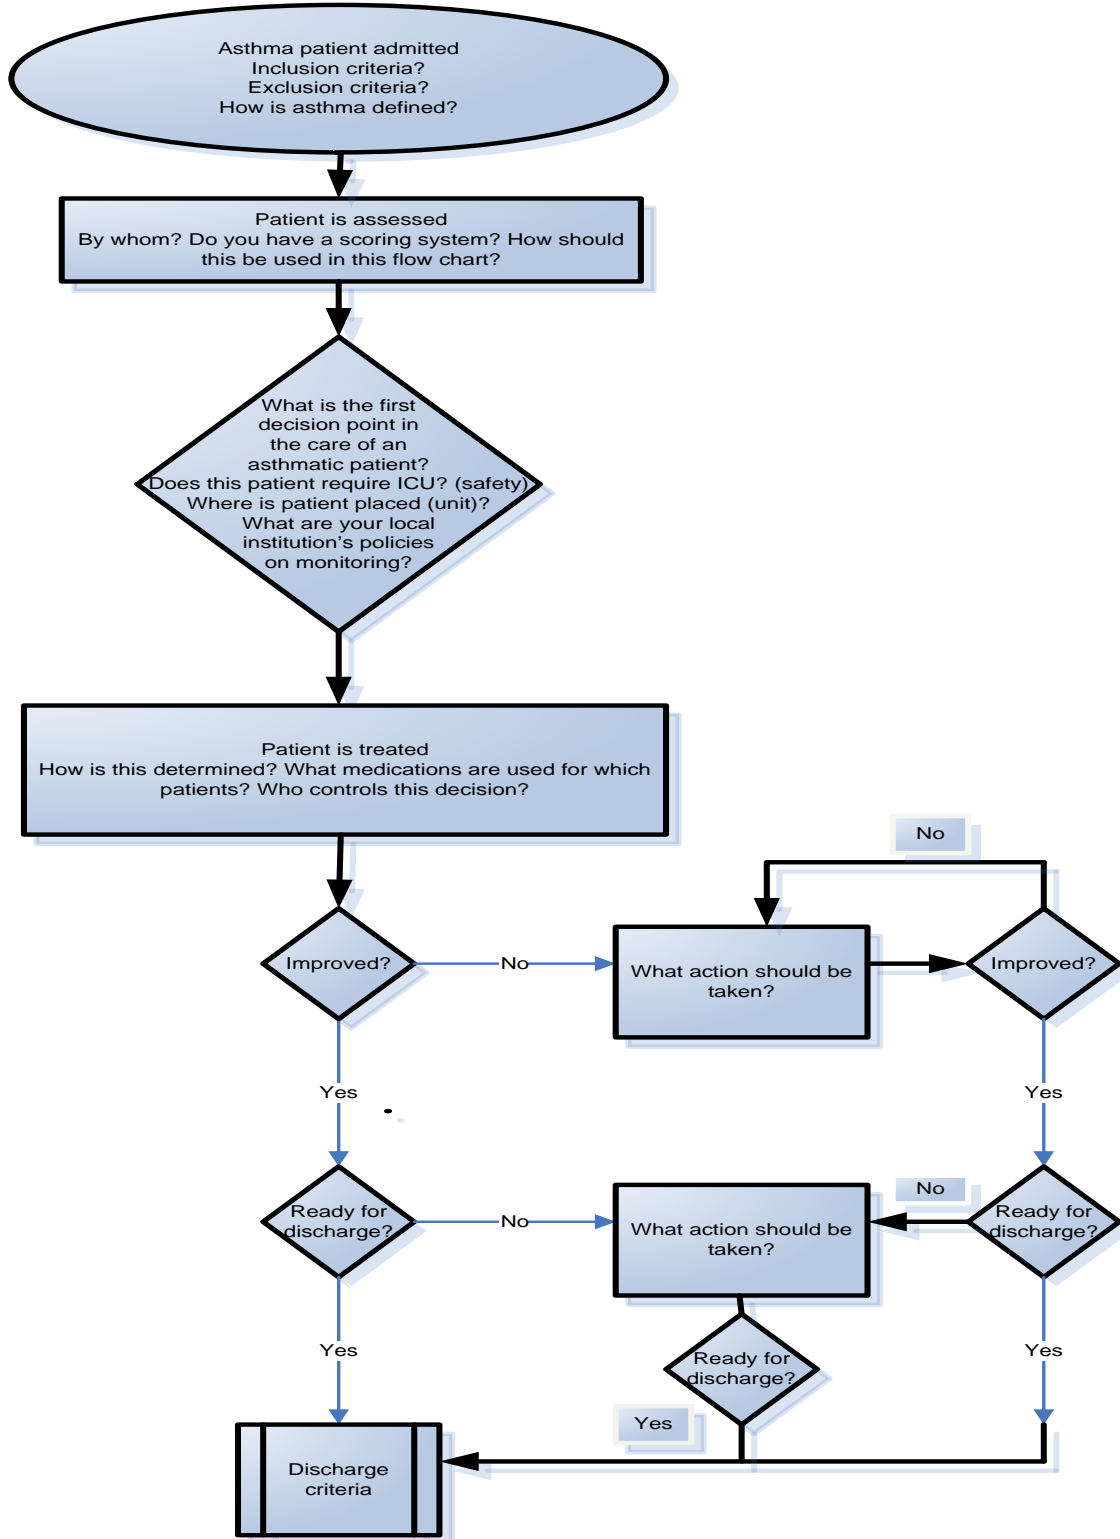 Asthma patient admitted
Inclusion criteria?
Exclusion criteria?
How is asthma defined?
Patient is assessed
By whom? Do you have a scoring system? How should
this be used in this flow chart?
What is the first
decision point in
the care of an
asthmatic patient?
Does this patient require ICU? (safety)
Where is patient placed (unit)?
What are your local
institution's policies
on monitoring?
Patient is treated
How is this determined? What medications are used for which
patients? Who controls this decision?
No
Improved?
No
What action should be
taken?
Improved?
Yes
Yes
Ready for
discharge?
No
What action should be
taken?
No
Ready for
discharge?
Yes
Ready for
discharge?
Yes
Yes
Discharge
criteria